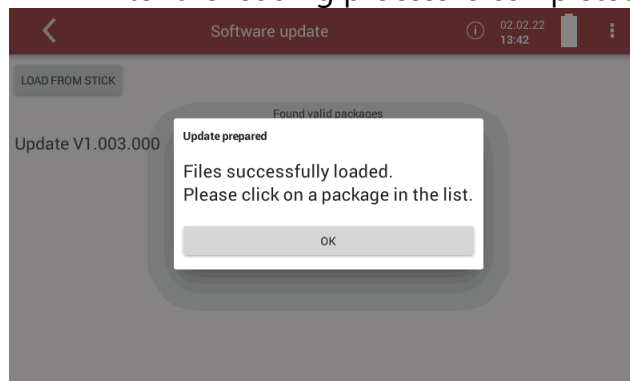 Software update
02.02.22
13:42
LOAD FROM STICK
Found valid packages
Update V1.003.000
Update prepared
Files successfully loaded.
Please click on a package in the list.
OK